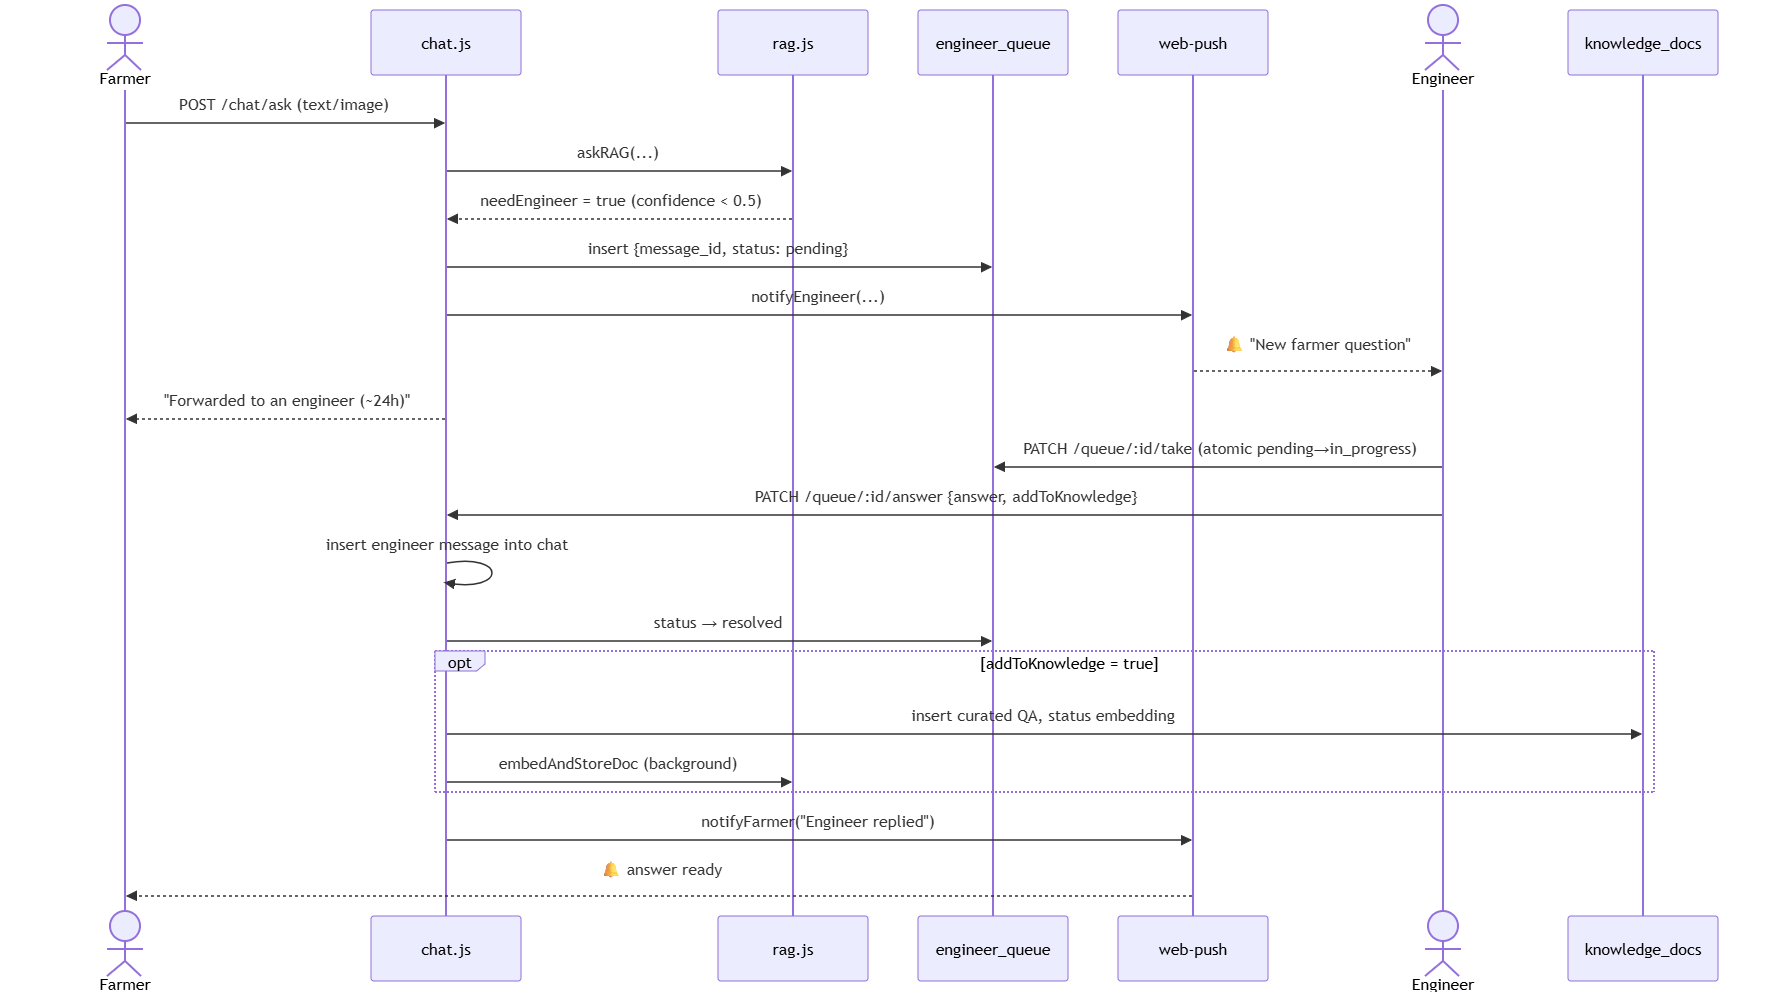 Farmer
chat.js
rag.js
engineer_queue
web-push
Engineer
knowledge_docs
POST /chat/ask (text/image)
askRAG(...)
needEngineer = true (confidence < 0.5)
insert {message_id, status: pending}
notifyEngineer(...)
🔔 "New farmer question"
"Forwarded to an engineer (~24h)"
PATCH /queue/:id/take (atomic pending→in_progress)
PATCH /queue/:id/answer {answer, addToKnowledge}
insert engineer message into chat
status → resolved
opt
[addToKnowledge = true]
insert curated QA, status embedding
embedAndStoreDoc (background)
notifyFarmer("Engineer replied")
🔔 answer ready
Farmer
chat.js
rag.js
engineer_queue
web-push
Engineer
knowledge_docs